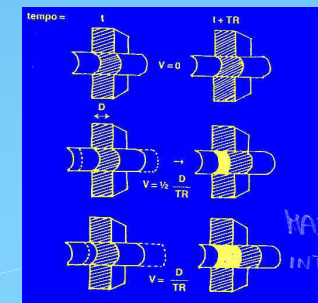 tempo = t t + TR
V = 0
D
V = ½ D
TR
V = D
TR